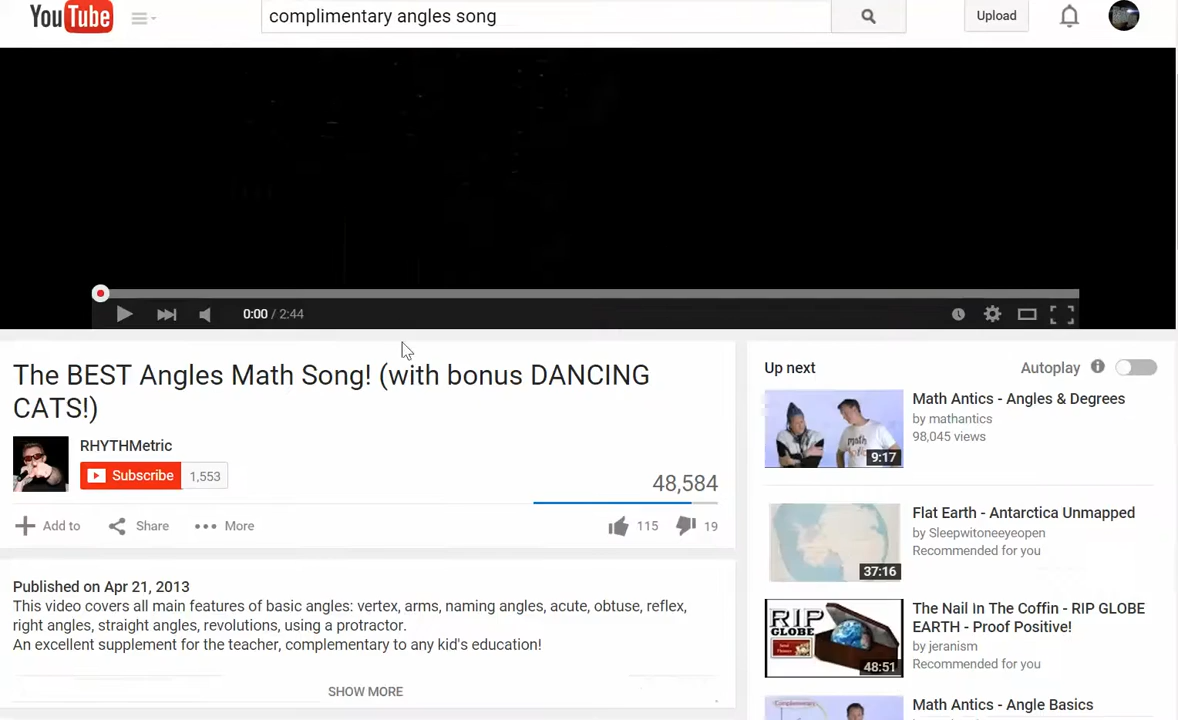 YouTube
complimentary angles song
Upload
0:00 / 2:44
The BEST Angles Math Song! (with bonus DANCING
CATS!)
RHYTHMetric
Subscribe 1,553
48,584
Add to Share More
115 19
Published on Apr 21, 2013
This video covers all main features of basic angles: vertex, arms, naming angles, acute, obtuse, reflex,
right angles, straight angles, revolutions, using a protractor.
An excellent supplement for the teacher, complementary to any kid's education!
SHOW MORE
Up next
Autoplay
Math Antics - Angles & Degrees
by mathantics
98,045 views
math
9:17
Flat Earth - Antarctica Unmapped
by Sleepwitoneeyeopen
Recommended for you
37:16
The Nail In The Coffin - RIP GLOBE
EARTH - Proof Positive!
by jeranism
Recommended for you
RIP
GLOBE
48:51
Math Antics - Angle Basics
Complementary